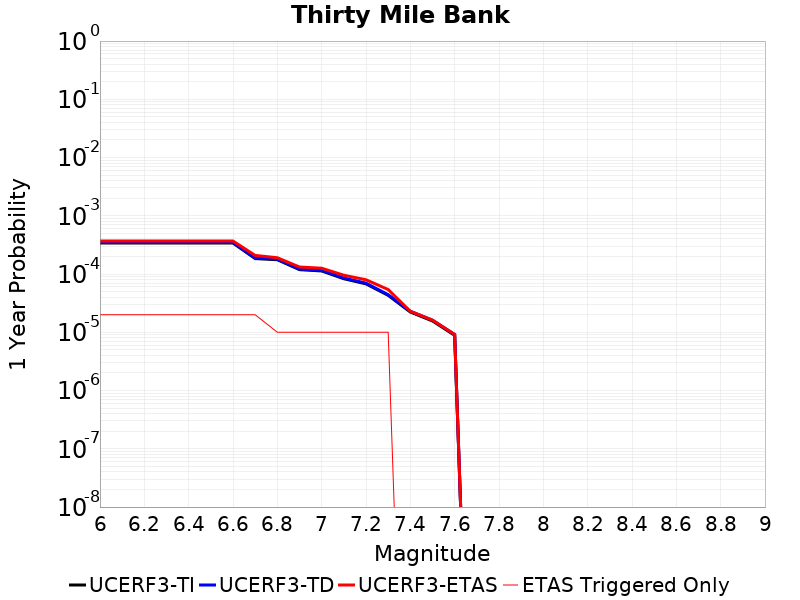 Thirty Mile Bank
10^0
10^-1
10^-2
10^-3
10^-4
10^-5
10^-6
10^-7
10^-8
1 Year Probability
6 6.2 6.4 6.6 6.8 7 7.2 7.4 7.6 7.8 8 8.2 8.4 8.6 8.8 9
Magnitude
UCERF3-TI UCERF3-TD UCERF3-ETAS ETAS Triggered Only